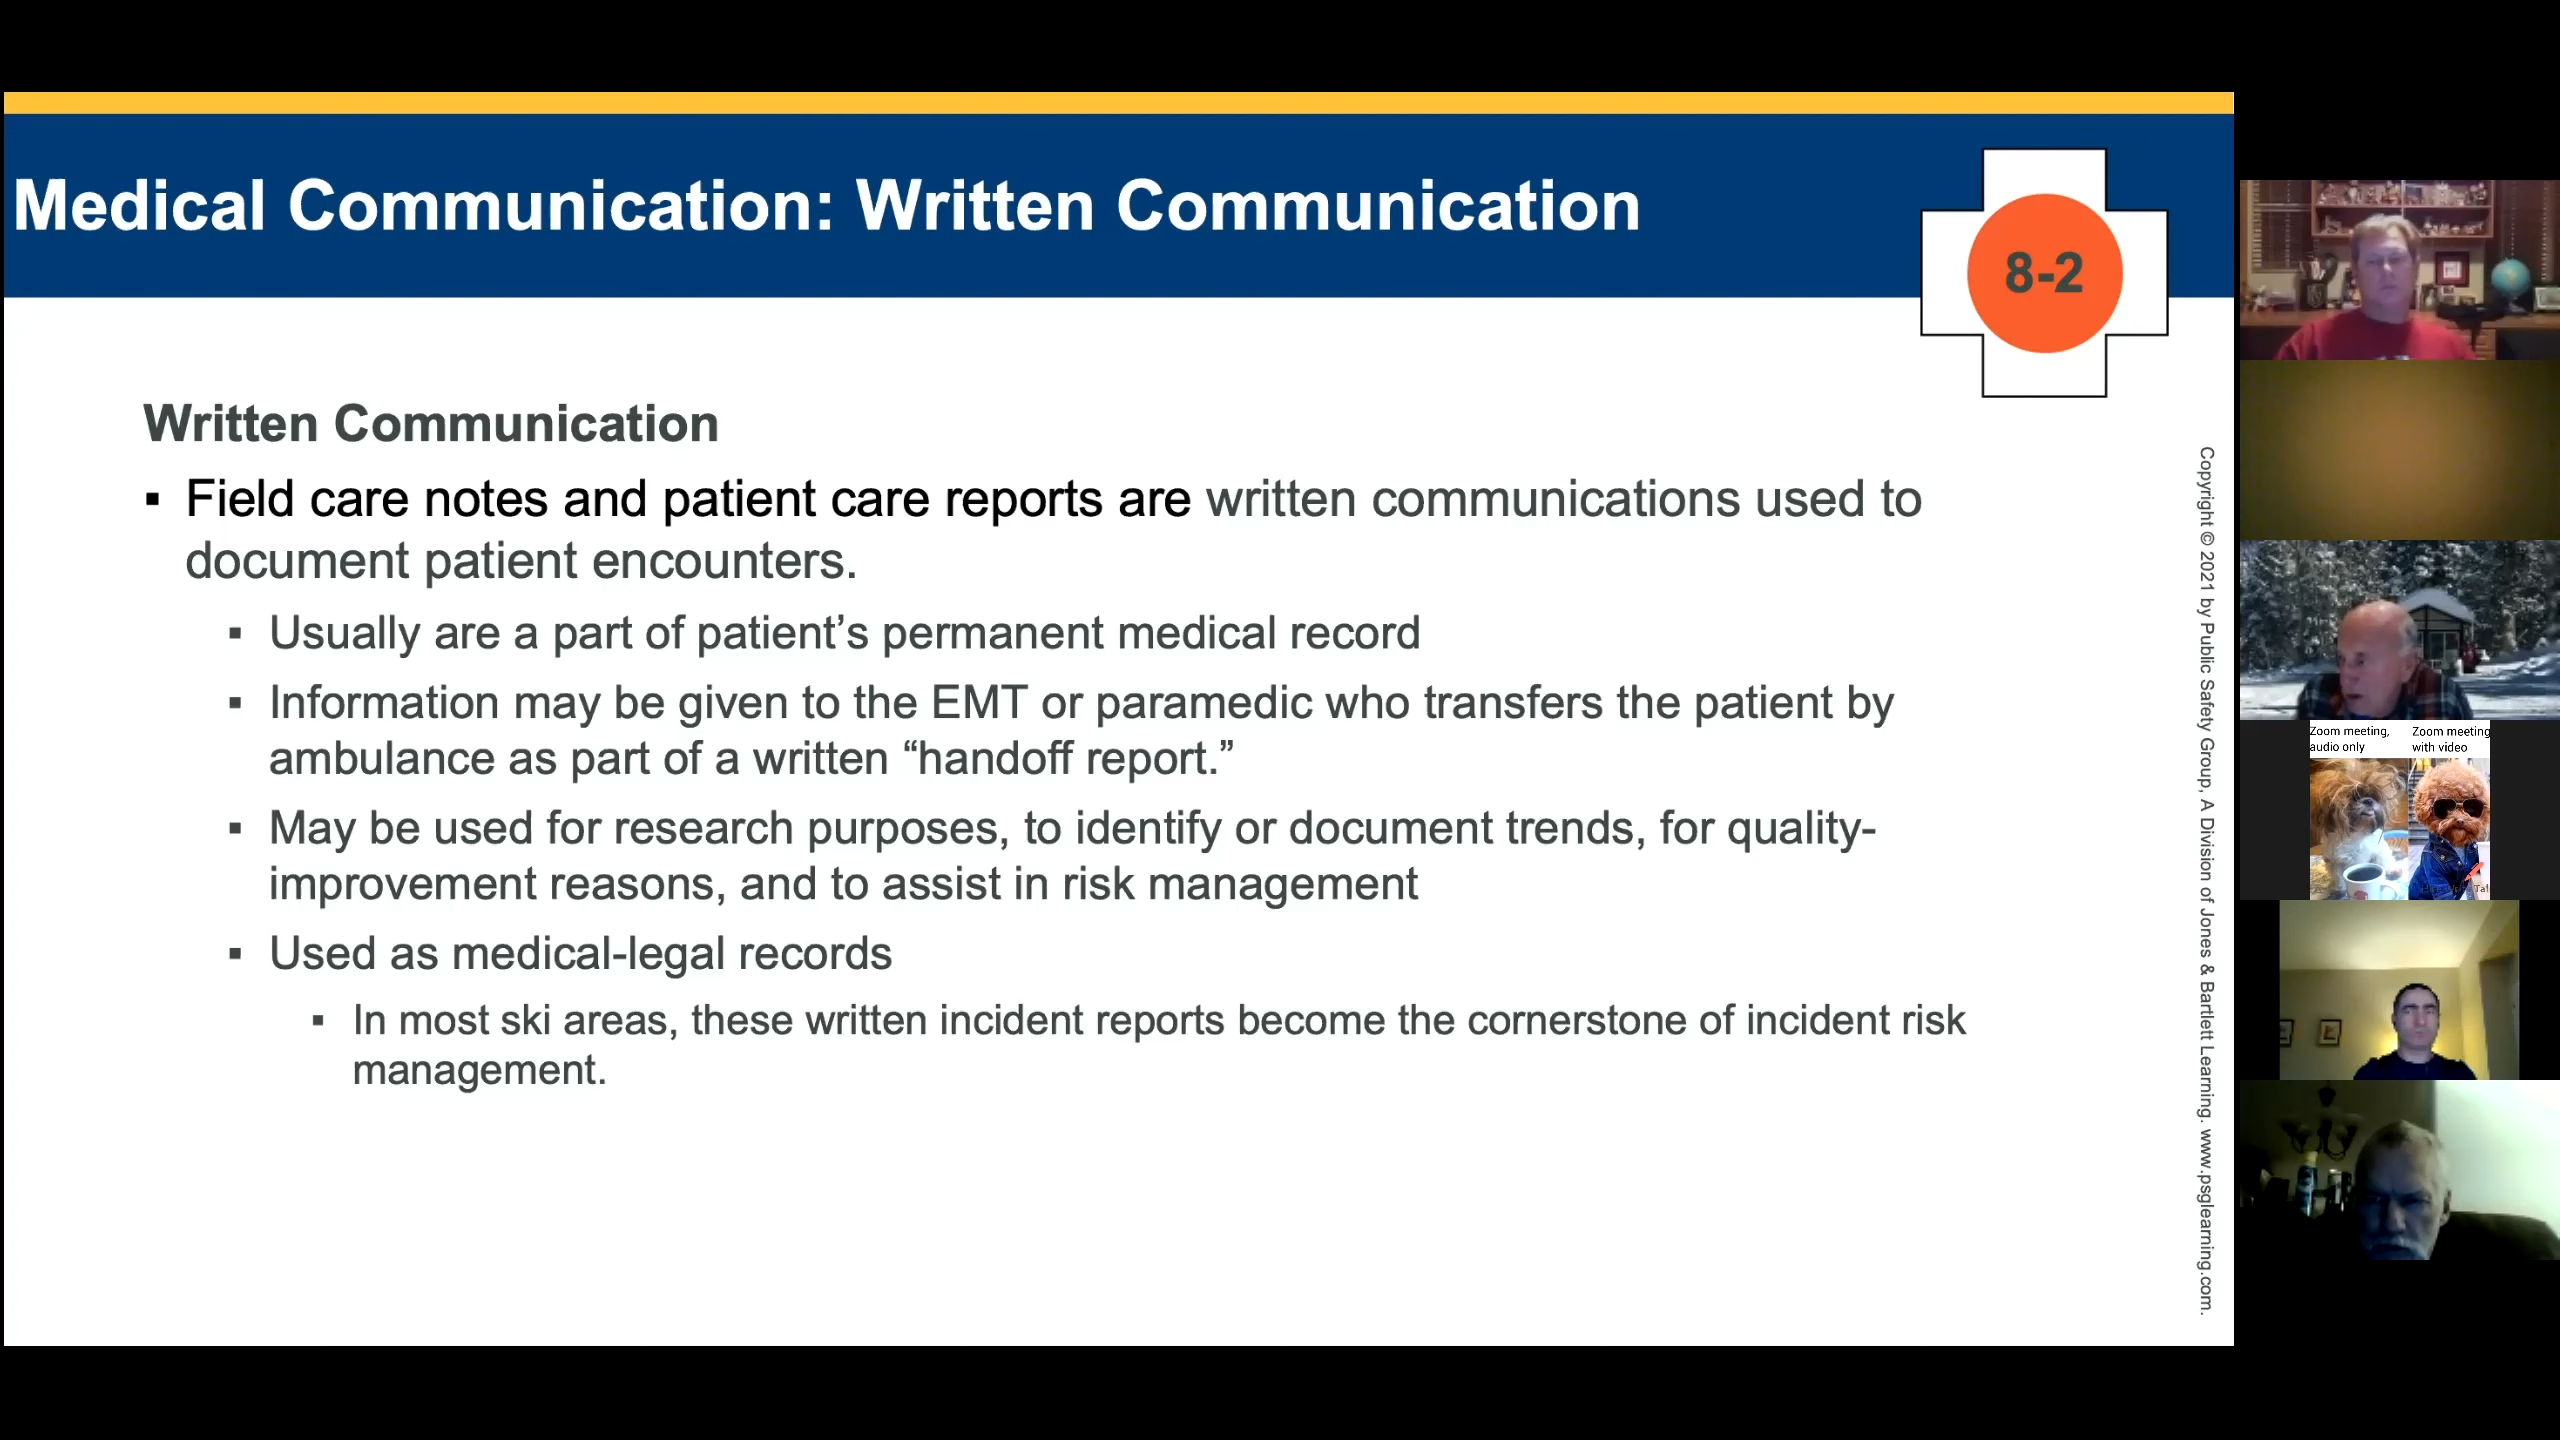 Medical Communication: Written Communication
8-2
Written Communication
▪ Field care notes and patient care reports are written communications used to
document patient encounters.
▪ Usually are a part of patient’s permanent medical record
▪ Information may be given to the EMT or paramedic who transfers the patient by
ambulance as part of a written “handoff report.”
▪ May be used for research purposes, to identify or document trends, for quality-
improvement reasons, and to assist in risk management
▪ Used as medical-legal records
▪ In most ski areas, these written incident reports become the cornerstone of incident risk
management.
Copyright © 2021 by Public Safety Group, A Division of Jones & Bartlett Learning. www.psglearning.com.
Zoom meeting,
audio only
Zoom meeting
with video